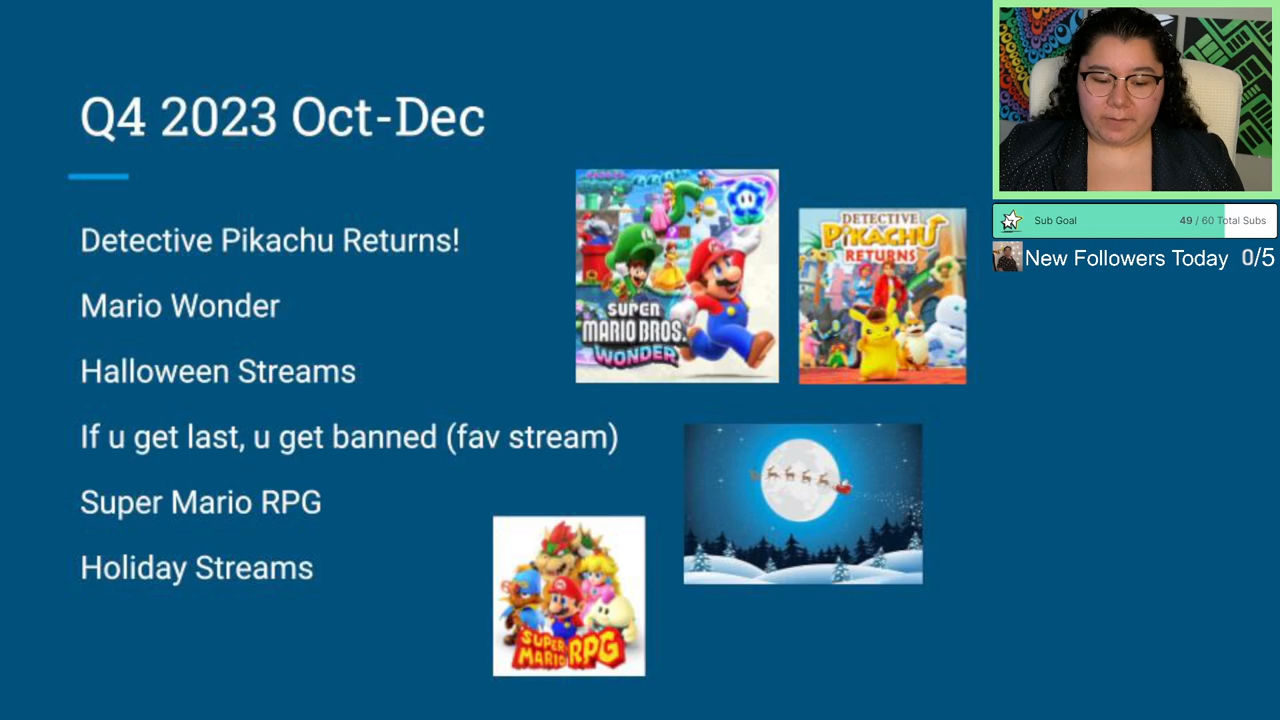 Q4 2023 Oct-Dec
Detective Pikachu Returns!
Mario Wonder
Halloween Streams
If u get last, u get banned (fav stream)
Super Mario RPG
Holiday Streams
SUPER
MARIO BROS.
WONDER
DETECTIVE
PIKACHU
RETURNS
SUPER
MARIO RPG
Sub Goal 49 / 60 Total Subs
New Followers Today 0/5